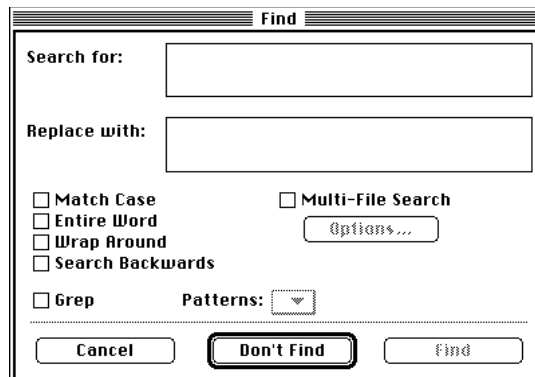 Find
Search for:
Replace with:
Match Case
Multi-File Search
Entire Word
Options...
Wrap Around
Search Backwards
Grep Patterns:
Cancel Don't Find Find